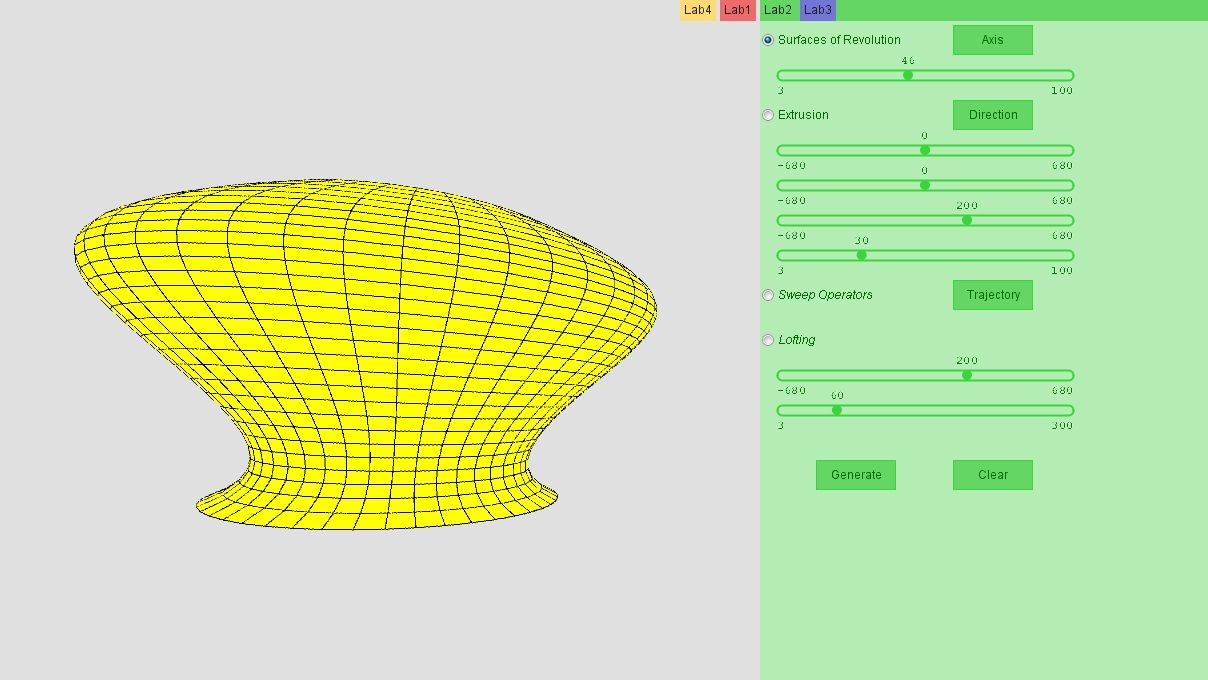 Lab4 Lab1 Lab2 Lab3
Surfaces of Revolution Axis
46
3 100
Extrusion Direction
0
-680 680
0
-680 680
200
-680 680
30
3 100
Sweep Operators Trajectory
Lofting
200
-680 680
60
3 300
Generate Clear